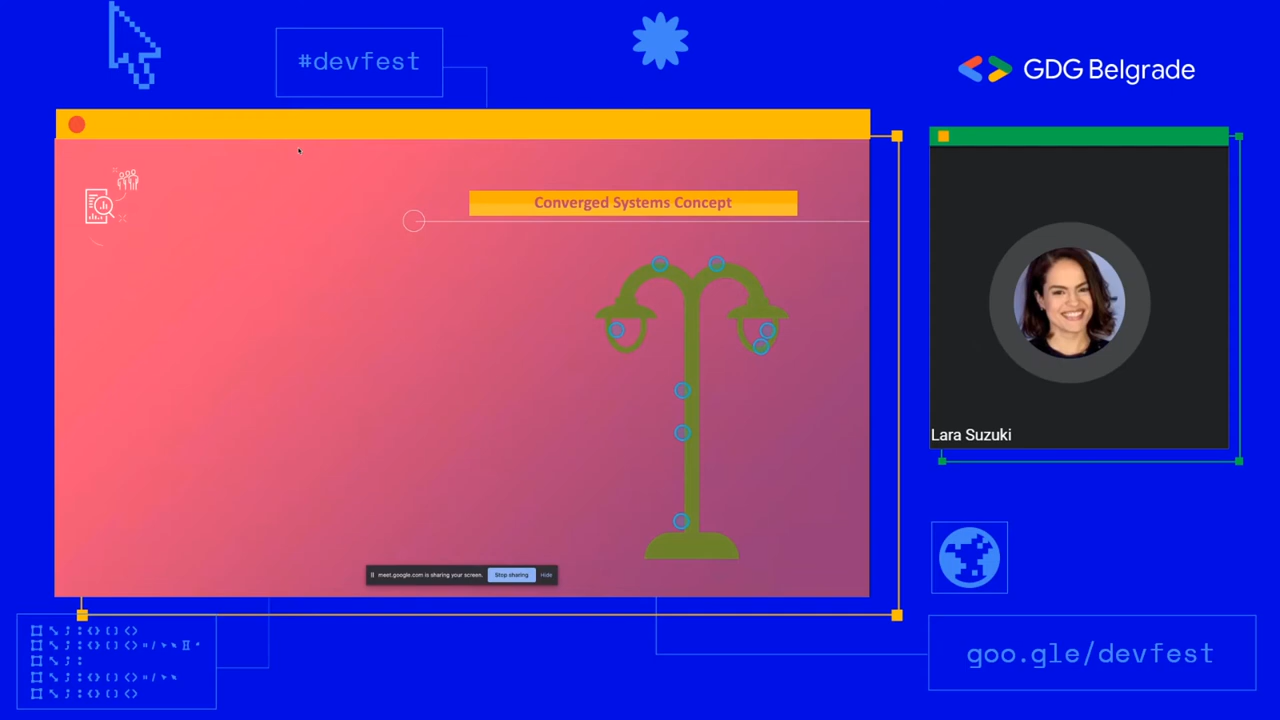 #devfest
GDG Belgrade
Converged Systems Concept
Lara Suzuki
meet.google.com is sharing your screen.
Stop sharing
Hide
goo.gle/devfest